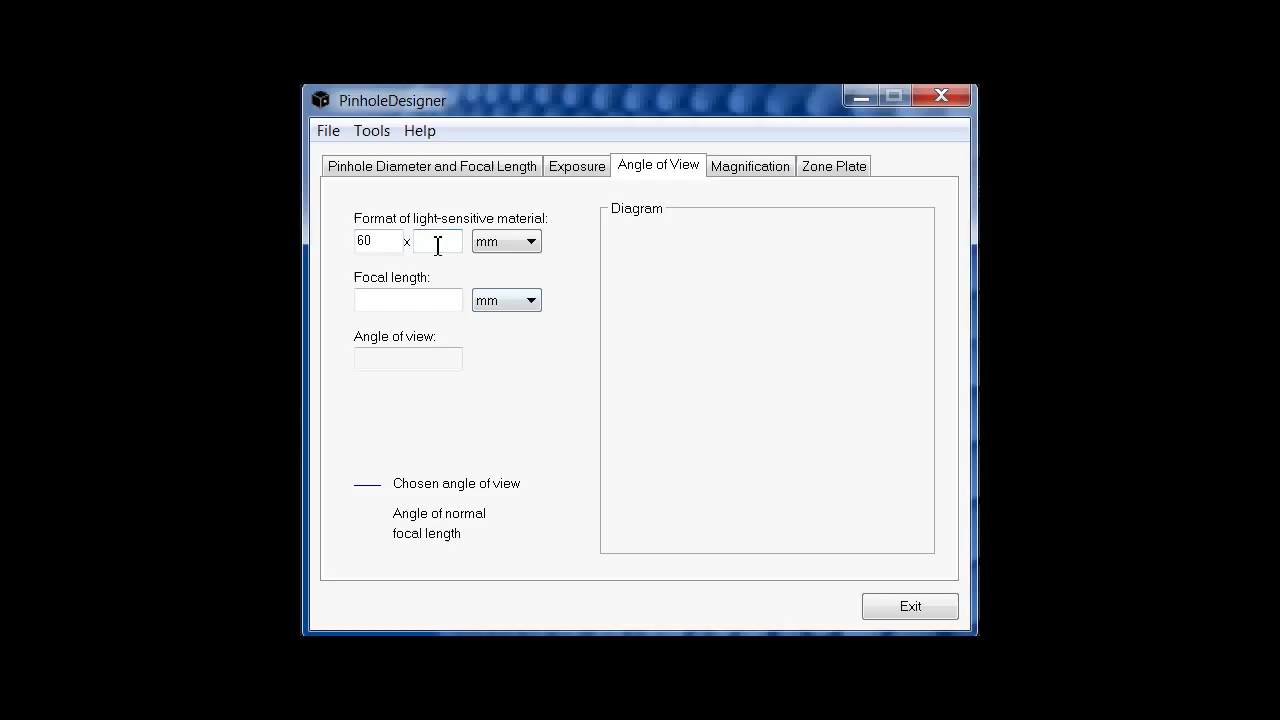 PinholeDesigner
File Tools Help
Pinhole Diameter and Focal Length Exposure Angle of View Magnification Zone Plate
Format of light-sensitive material:
60 x mm
Focal length:
mm
Angle of view:
Chosen angle of view
Angle of normal
focal length
Diagram
Exit